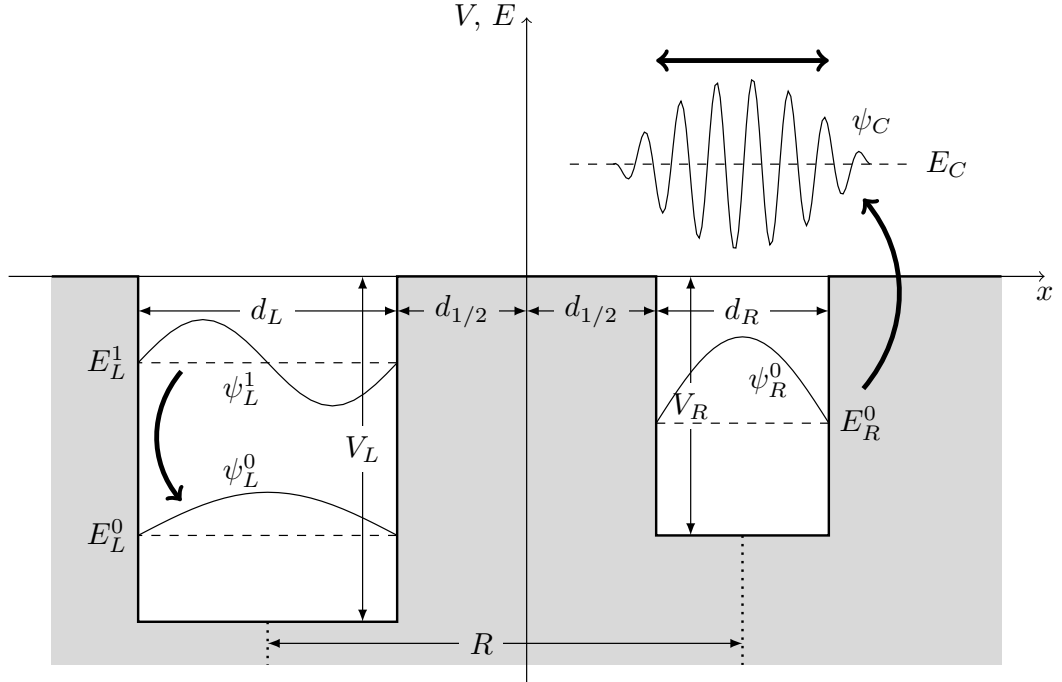 V, E
ψ_C
E_C
x
d_L
d_{1/2}
d_{1/2}
d_R
E_L^1
ψ_L^1
ψ_R^0
V_R
E_R^0
V_L
ψ_L^0
E_L^0
R